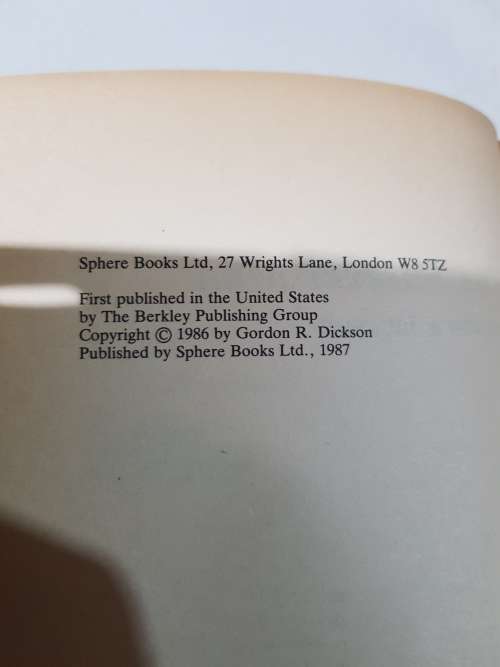 Sphere Books Ltd, 27 Wrights Lane, London W8 5TZ
First published in the United States
by The Berkley Publishing Group
Copyright © 1986 by Gordon R. Dickson
Published by Sphere Books Ltd., 1987